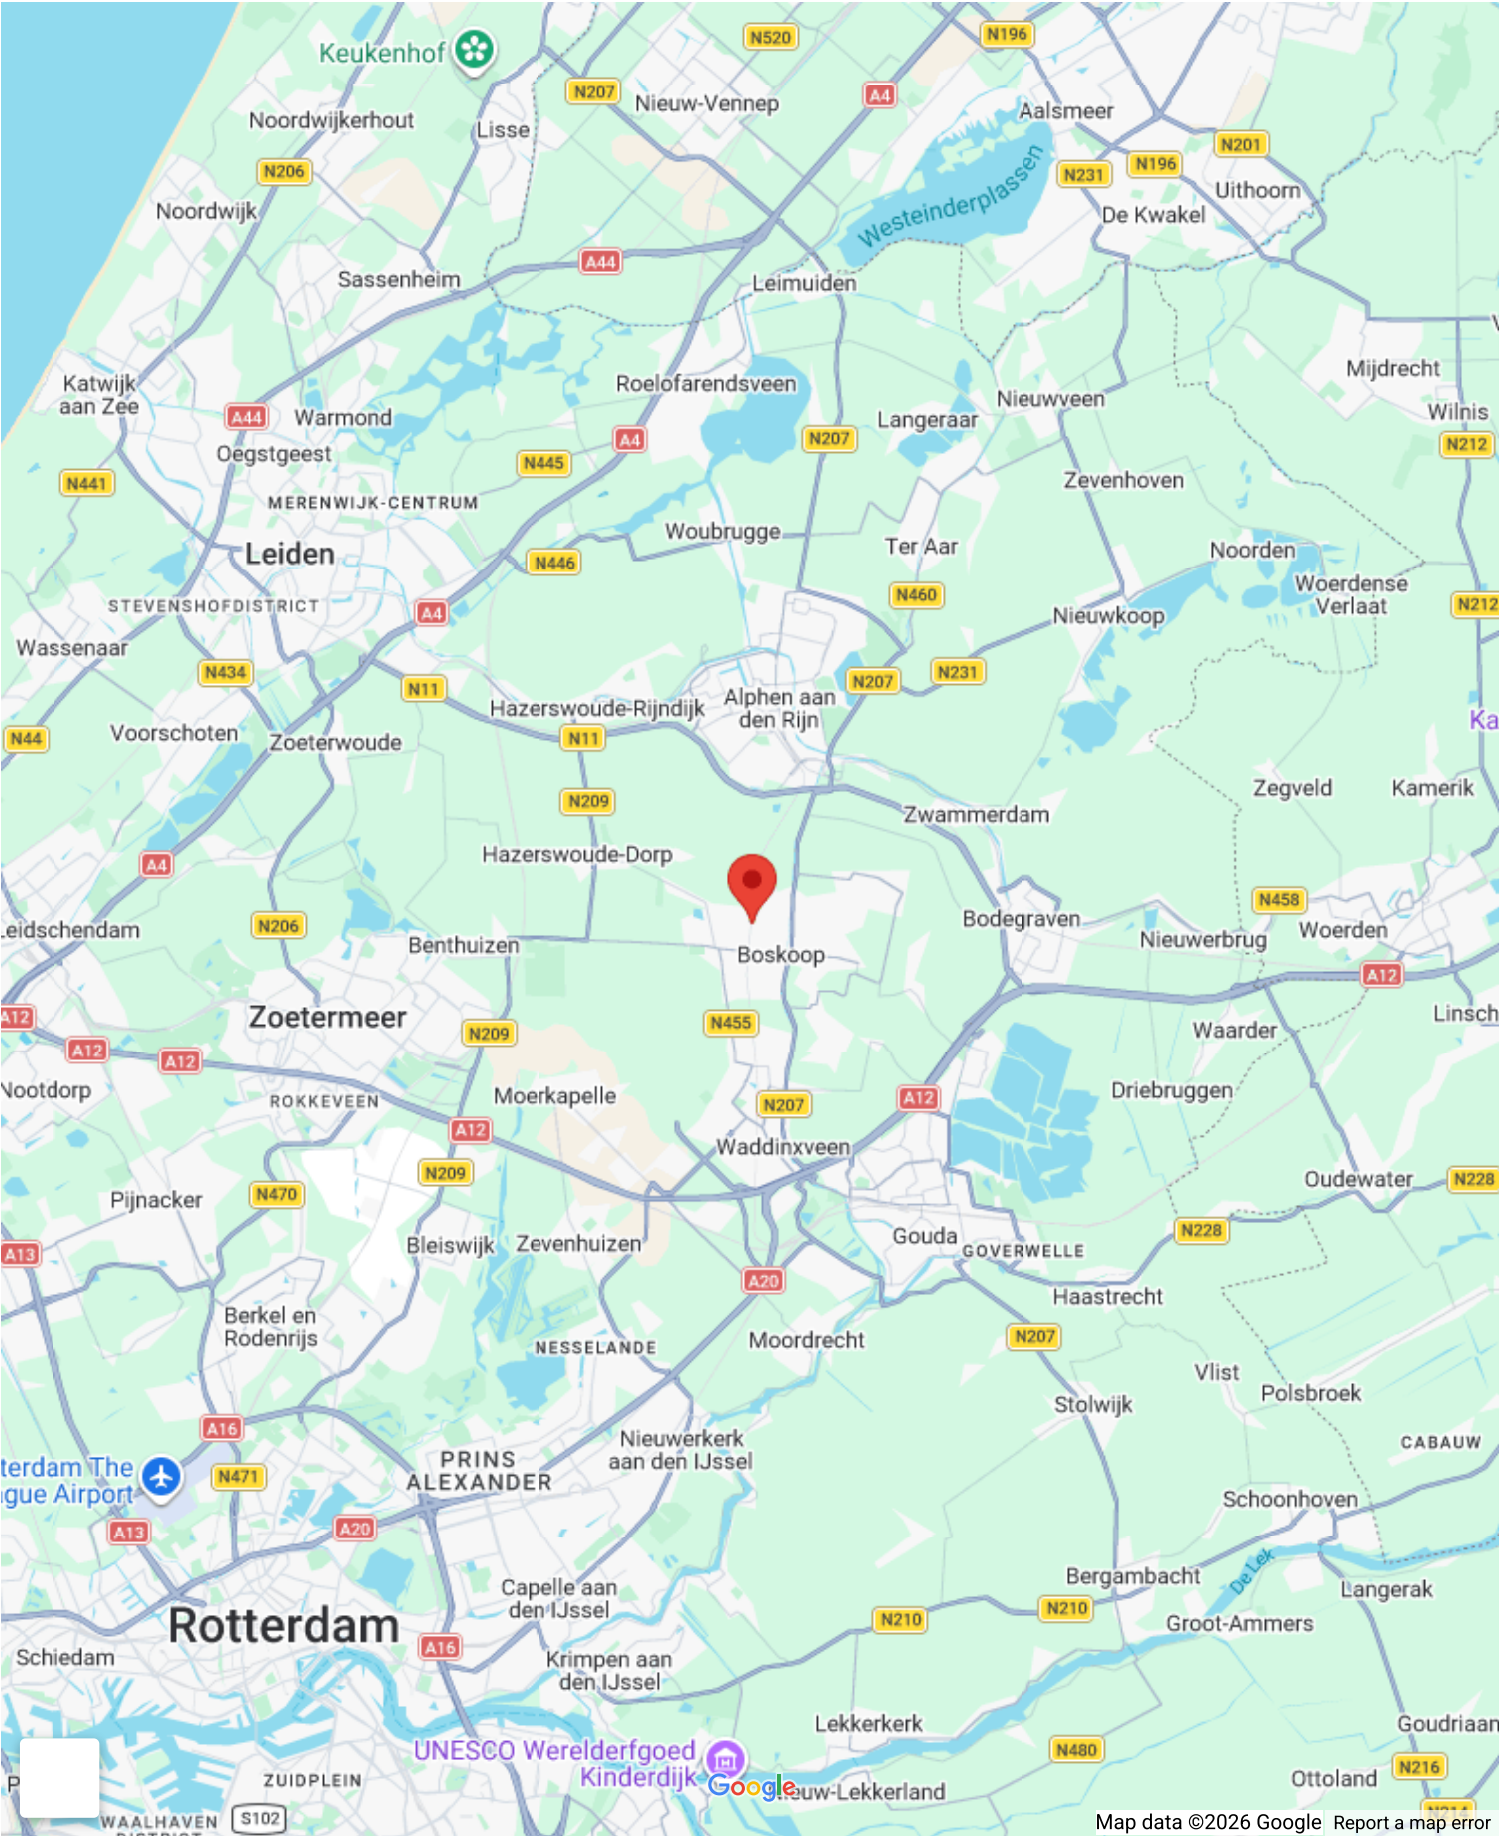 N520
N196
Keukenhof
N207
Nieuw-Vennep
A4
Aalsmeer
Noordwijkerhout
Lisse
N201
N206
N231
N196
Uithoorn
Westeinderplassen
Noordwijk
De Kwakel
A44
Sassenheim
Leimuiden
Mijdrecht
Katwijk
aan Zee
Roelofarendsveen
Nieuwveen
A44
Warmond
Langeraar
Wilnis
A4
N207
N212
Oegstgeest
N445
N441
Zevenhoven
MERENWIJK-CENTRUM
Woubrugge
Leiden
Ter Aar
Noorden
N446
Woerdense
Verlaat
N460
STEVENSHOFDISTRICT
A4
Nieuwkoop
N212
Wassenaar
N434
N11
N207
N231
Alphen aan
den Rijn
Hazerswoude-Rijndijk
Ka
N44
Voorschoten
Zoeterwoude
N11
Zegveld
Kamerik
N209
Zwammerdam
A4
Hazerswoude-Dorp
N458
Leidschendam
N206
Benthuizen
Bodegraven
Nieuwerbrug
Woerden
Boskoop
A12
A12
Zoetermeer
N209
N455
Linsch
Waarder
A12
A12
Nootdorp
ROKKEVEEN
Moerkapelle
N207
A12
Driebruggen
A12
Waddinxveen
N209
Pijnacker
N470
Oudewater
N228
A13
Bleiswijk
Zevenhuizen
Gouda
GOVERWELLE
N228
A20
Haastrecht
Berkel en
Rodenrijs
NESSELANDE
Moordrecht
N207
Vlist
Polsbroek
Stolwijk
A16
Nieuwerkerk
aan den IJssel
CABAUW
PRINS
ALEXANDER
terdam The
gue Airport
N471
Schoonhoven
A13
A20
De Lek
Bergambacht
Langerak
Capelle aan
den IJssel
N210
N210
Groot-Ammers
Rotterdam
A16
Schiedam
Krimpen aan
den IJssel
Lekkerkerk
Goudriaan
UNESCO Werelderfgoed
Kinderdijk
N480
N216
ZUIDPLEIN
Google
ieuw-Lekkerland
Ottoland
P
WAALHAVEN
S102
N214
Map data ©2026 Google
Report a map error